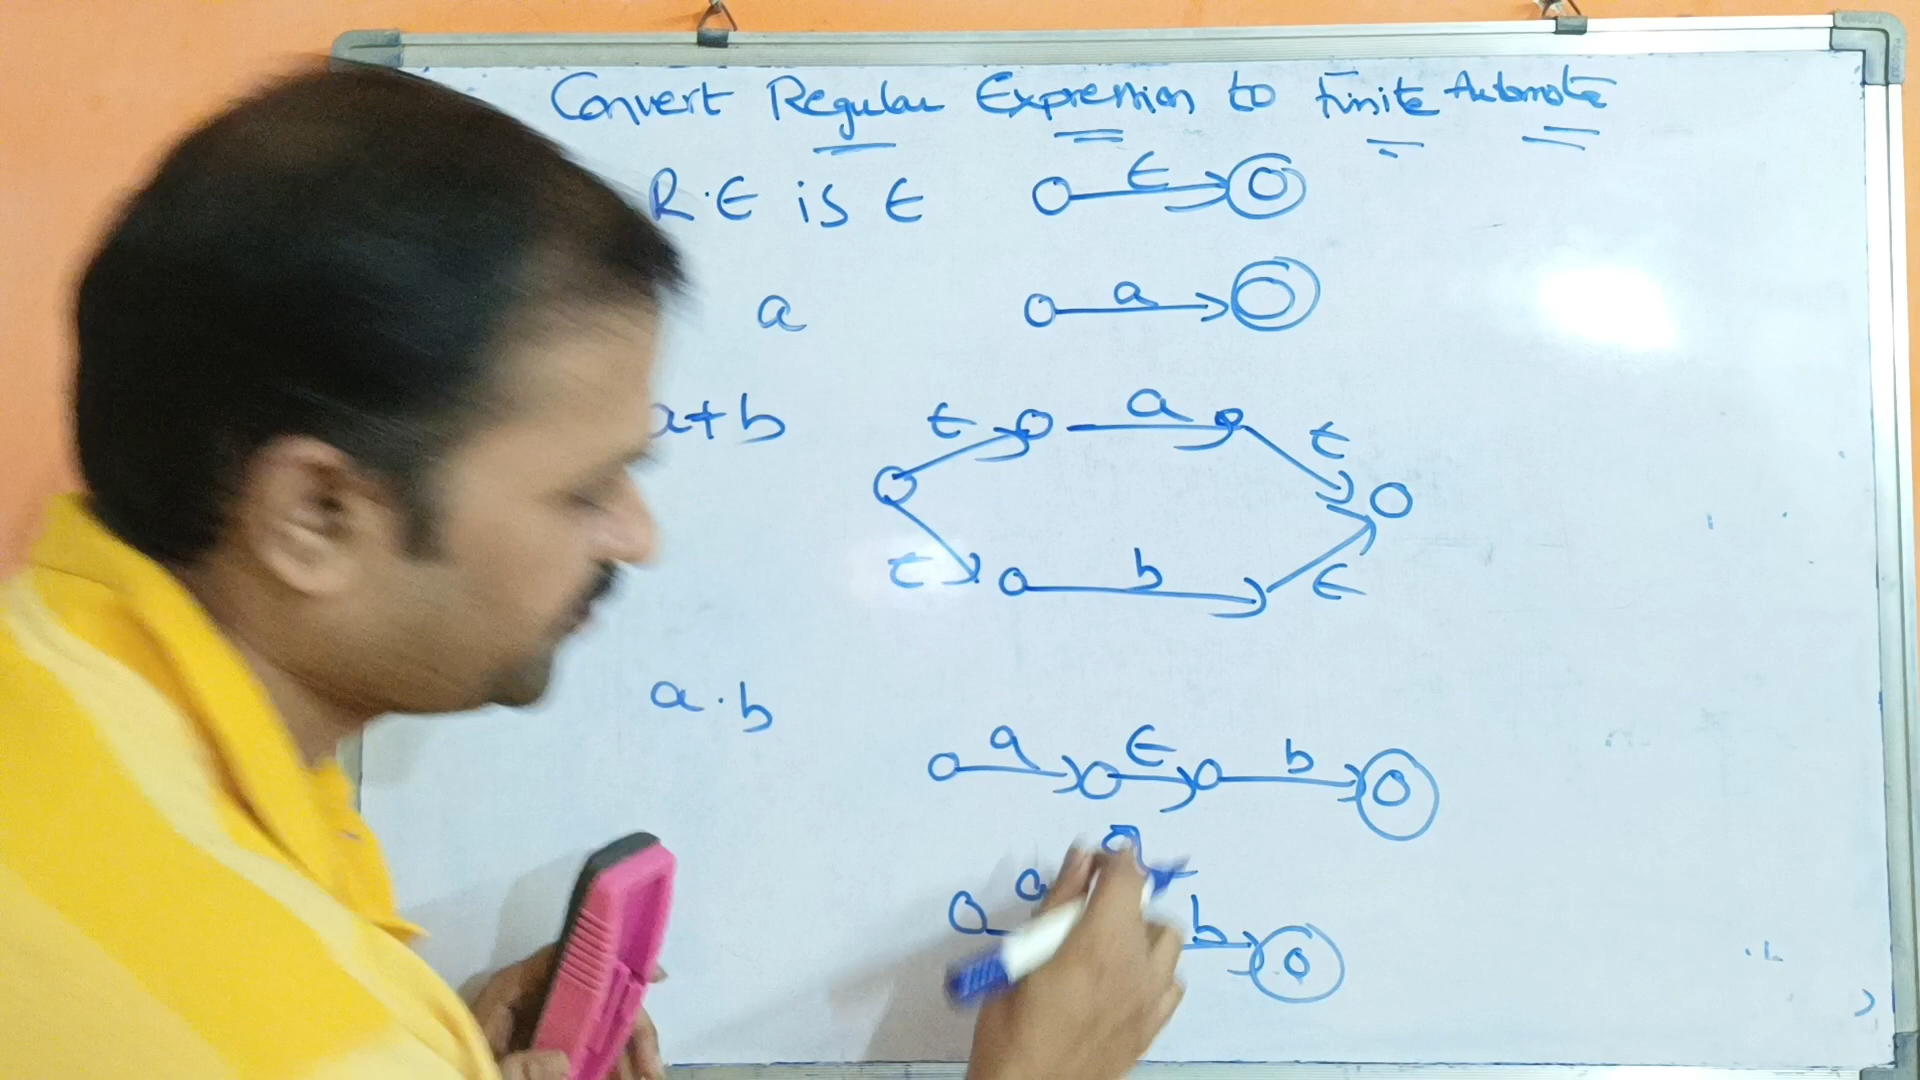 Convert Regular Expression to Finite Automata
R.E is ε ε
a a
a+b ε a ε
ε b ε
a.b
a ε b
a a b